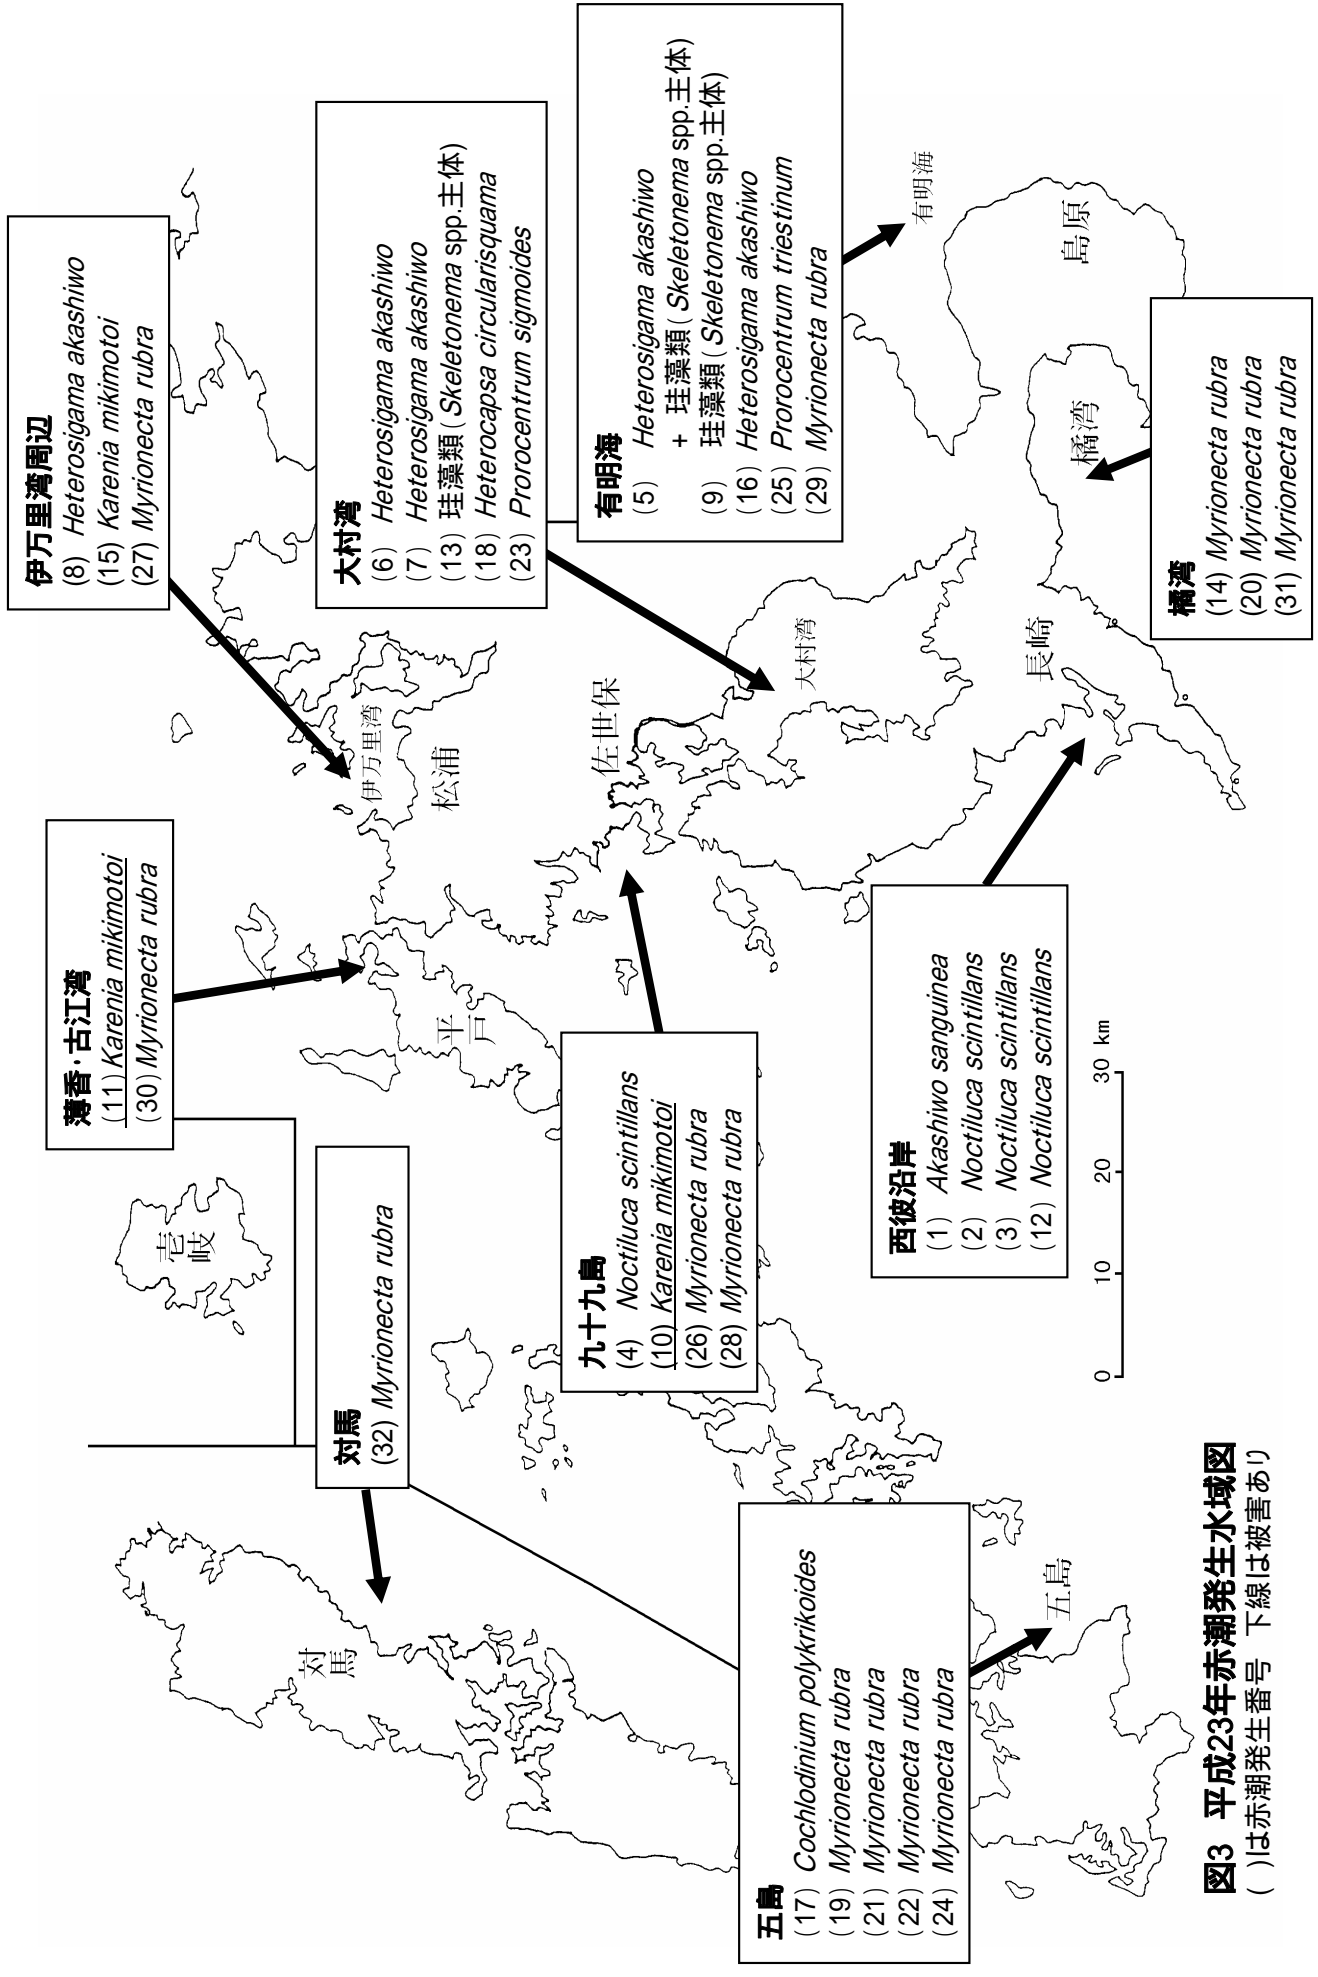 伊万里湾周辺
(8) Heterosigama akashiwo
(15) Karenia mikimotoi
(27) Myrionecta rubra
大村湾
(6) Heterosigama akashiwo
(7) Heterosigama akashiwo
(13) 珪藻類(Skeletonema spp.主体)
(18) Heterocapsa circularisquama
(23) Prorocentrum sigmoides
有明海
(5) Heterosigama akashiwo
+ 珪藻類(Skeletonema spp.主体)
(9) 珪藻類(Skeletonema spp.主体)
(16) Heterosigama akashiwo
(25) Prorocentrum triestinum
(29) Myrionecta rubra
橘湾
(14) Myrionecta rubra
(20) Myrionecta rubra
(31) Myrionecta rubra
薄香・古江湾
(11) Karenia mikimotoi
(30) Myrionecta rubra
対馬
(32) Myrionecta rubra
九十九島
(4) Noctiluca scintillans
(10) Karenia mikimotoi
(26) Myrionecta rubra
(28) Myrionecta rubra
西彼沿岸
(1) Akashiwo sanguinea
(2) Noctiluca scintillans
(3) Noctiluca scintillans
(12) Noctiluca scintillans
五島
(17) Cochlodinium polykrikoides
(19) Myrionecta rubra
(21) Myrionecta rubra
(22) Myrionecta rubra
(24) Myrionecta rubra
対馬
壱岐
平戸
伊万里湾
松浦
佐世保
大村湾
長崎
有明海
島原
橘湾
五島
0 10 20 30 km
図3 平成23年赤潮発生水域図
( )は赤潮発生番号 下線は被害あり